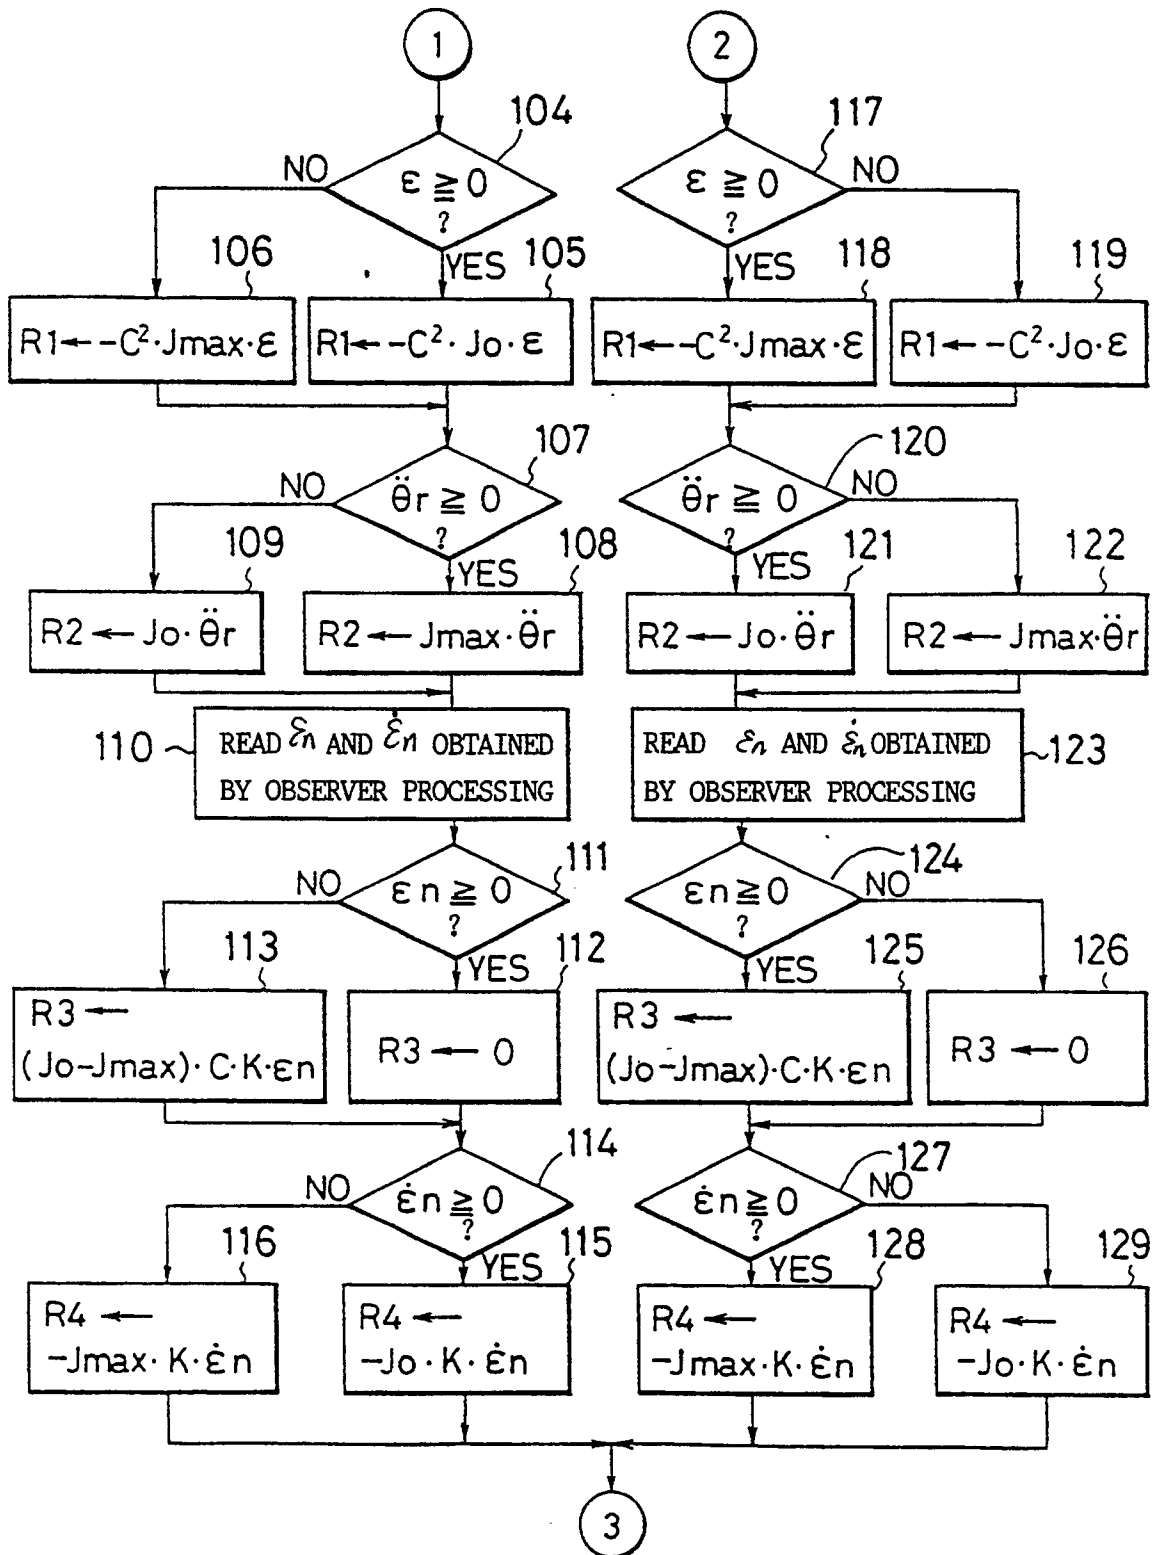 1
2
104
117
NO
ε ≧ 0
?
ε ≧ 0
?
NO
106
YES
105
YES
118
119
R1←-C²·Jmax·ε
R1←-C²·Jo·ε
R1←-C²·Jmax·ε
R1←-C²·Jo·ε
107
120
NO
θ̈r ≧ 0
?
θ̈r ≧ 0
?
NO
109
YES
108
YES
121
122
R2 ← Jo·θ̈r
R2 ← Jmax·θ̈r
R2 ← Jo·θ̈r
R2 ← Jmax·θ̈r
110
READ εn AND ε̇n OBTAINED
BY OBSERVER PROCESSING
READ εn AND ε̇n OBTAINED
BY OBSERVER PROCESSING
123
111
124
NO
εn ≧ 0
?
εn ≧ 0
?
NO
113
YES
112
YES
125
126
R3 ←
(Jo-Jmax)·C·K·εn
R3 ← 0
R3 ←
(Jo-Jmax)·C·K·εn
R3 ← 0
114
127
NO
ε̇n ≧ 0
?
ε̇n ≧ 0
?
NO
116
YES
115
YES
128
129
R4 ←
-Jmax·K·ε̇n
R4 ←
-Jo·K·ε̇n
R4 ←
-Jmax·K·ε̇n
R4 ←
-Jo·K·ε̇n
3